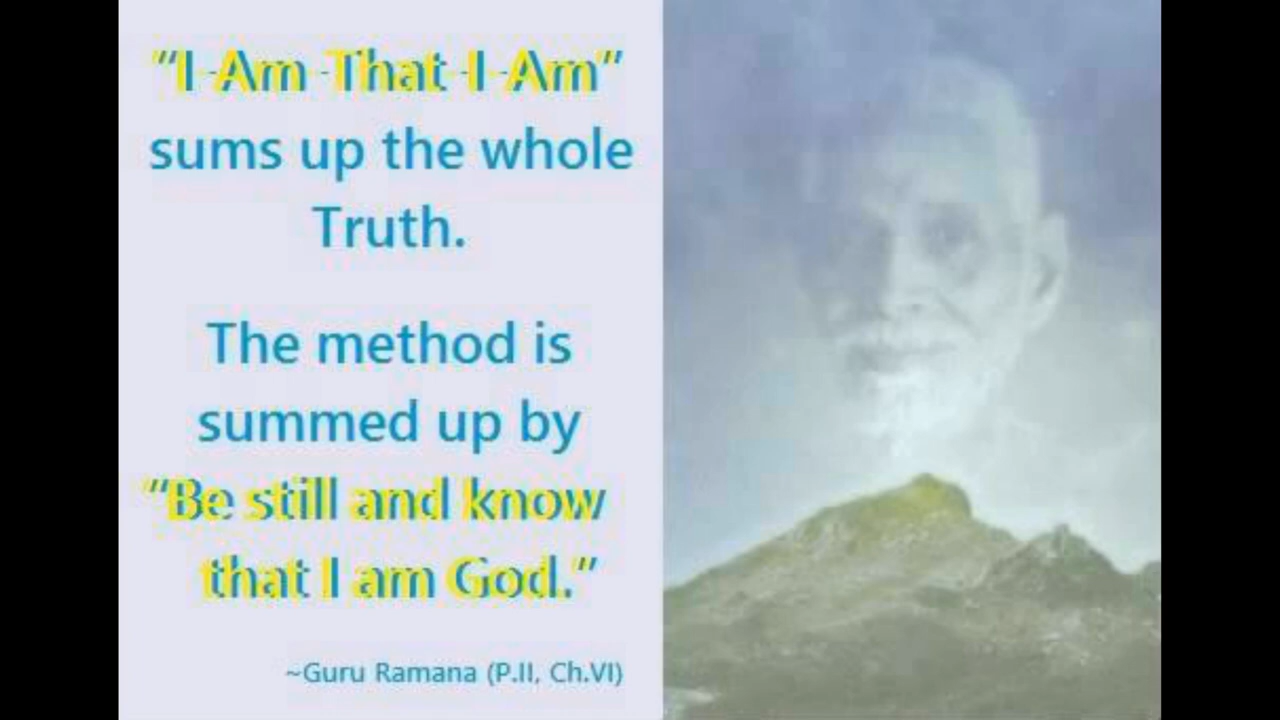 “I Am That I Am”
sums up the whole
Truth.
The method is
summed up by
“Be still and know
that I am God.”
~Guru Ramana (P.II, Ch.VI)